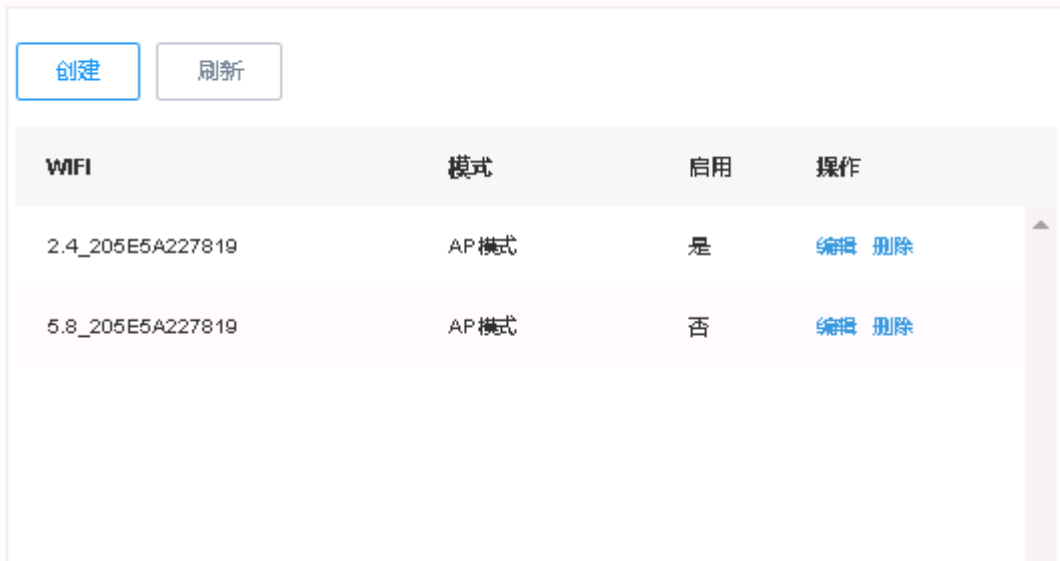 创建 刷新
WIFI 模式 启用 操作
2.4_205E5A227819 AP模式 是 编辑 删除
5.8_205E5A227819 AP模式 否 编辑 删除